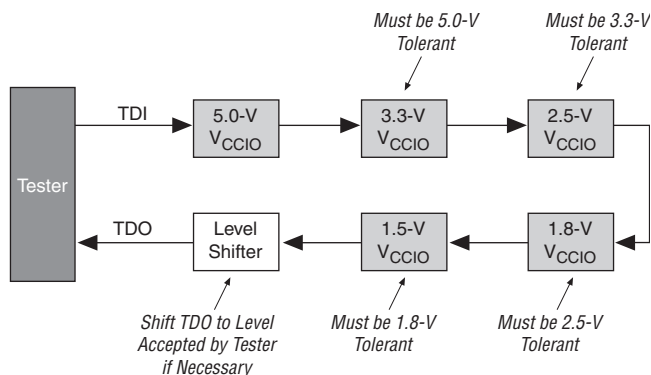 Must be 5.0-V
Tolerant
Must be 3.3-V
Tolerant
TDI
5.0-V
VCCIO
3.3-V
VCCIO
2.5-V
VCCIO
Tester
TDO
Level
Shifter
1.5-V
VCCIO
1.8-V
VCCIO
Shift TDO to Level
Accepted by Tester
if Necessary
Must be 1.8-V
Tolerant
Must be 2.5-V
Tolerant